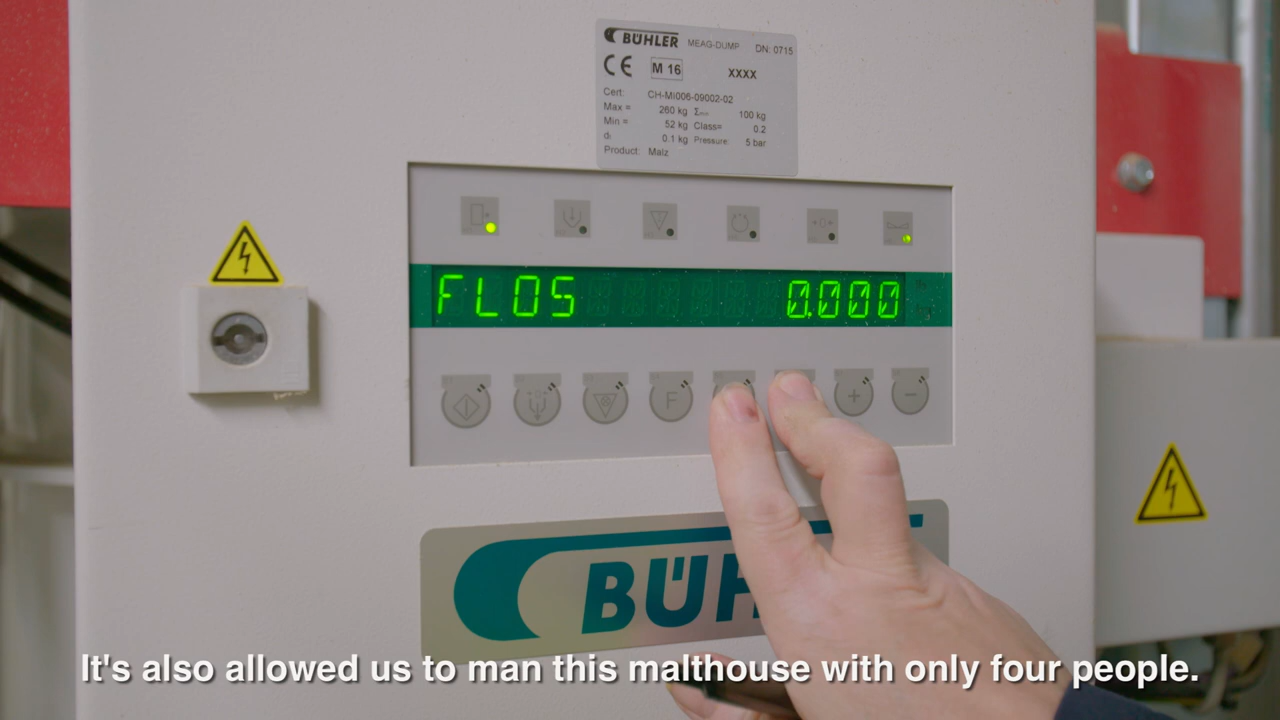 BÜHLER MEAG-DUMP DN: 0715
CE M 16 XXXX
Cert: CH-MI006-09002-02
Max = 260 kg Σmin = 100 kg
Min = 52 kg Class= 0.2
dt 0.1 kg Pressure: 5 bar
Product: Malz
FLOS 0.000
F + -
BÜH
It's also allowed us to man this malthouse with only four people.